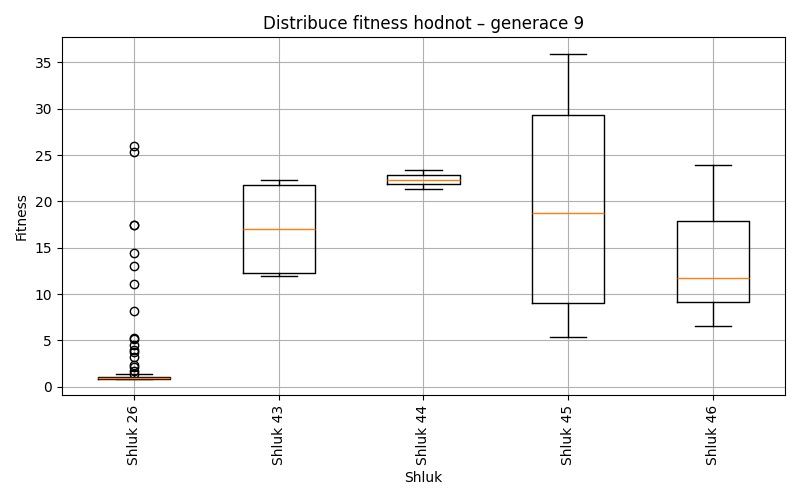 Distribuce fitness hodnot – generace 9
Fitness
35
30
25
20
15
10
5
0
Shluk 26
Shluk 43
Shluk 44
Shluk 45
Shluk 46
Shluk